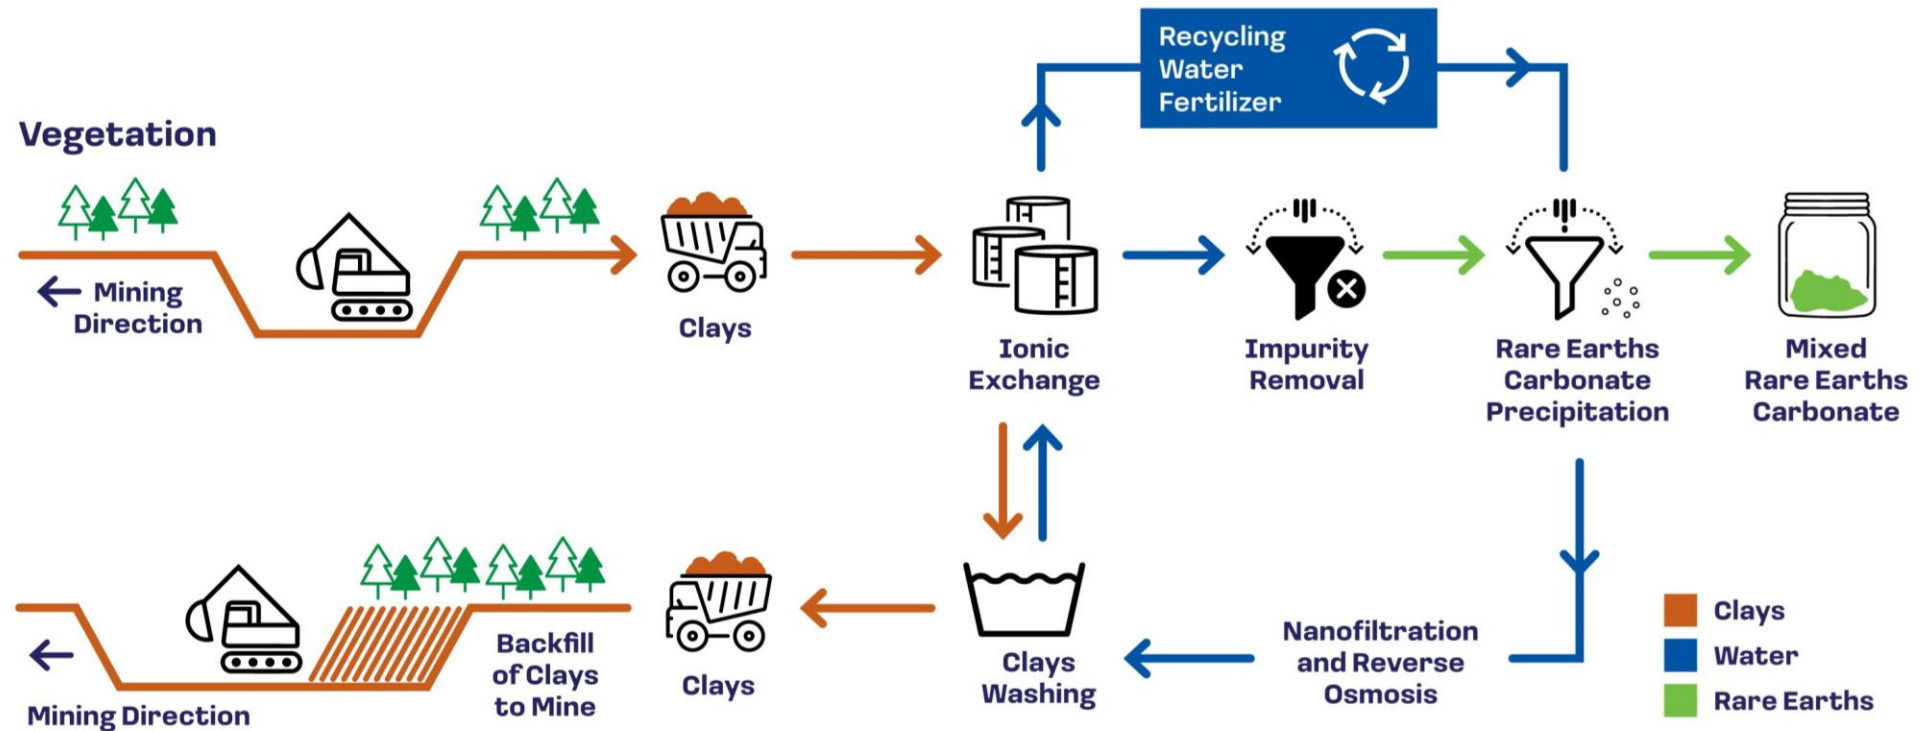 Recycling
Water
Fertilizer
Vegetation
Mining
Direction
Clays
Ionic
Exchange
Impurity
Removal
Rare Earths
Carbonate
Precipitation
Mixed
Rare Earths
Carbonate
Mining Direction
Backfill
of Clays
to Mine
Clays
Clays
Washing
Nanofiltration
and Reverse
Osmosis
Clays
Water
Rare Earths